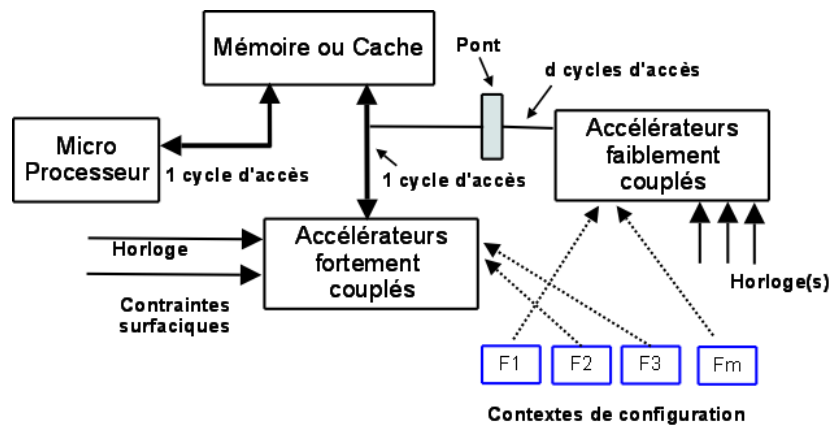 Mémoire ou Cache
Pont
d cycles d'accès
Micro
Processeur
1 cycle d'accès
1 cycle d'accès
Accélérateurs
faiblement
couplés
Accélérateurs
fortement
couplés
Horloge
Contraintes
surfaciques
Horloge(s)
F1
F2
F3
Fm
Contextes de configuration